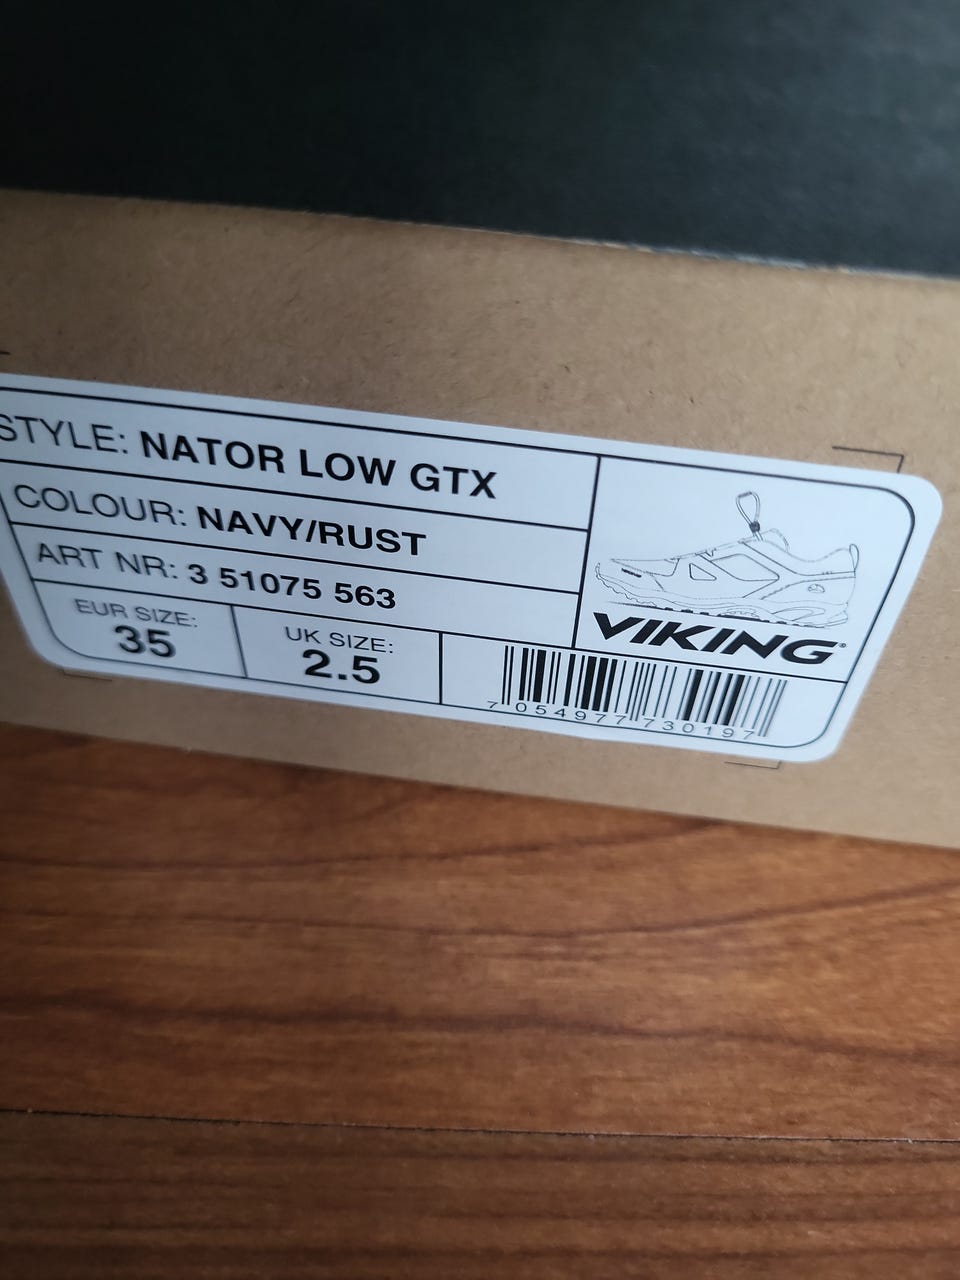 STYLE: NATOR LOW GTX
COLOUR: NAVY/RUST
ART NR: 3 51075 563
EUR SIZE:
35
UK SIZE:
2.5
VIKING®
7 054977 730197